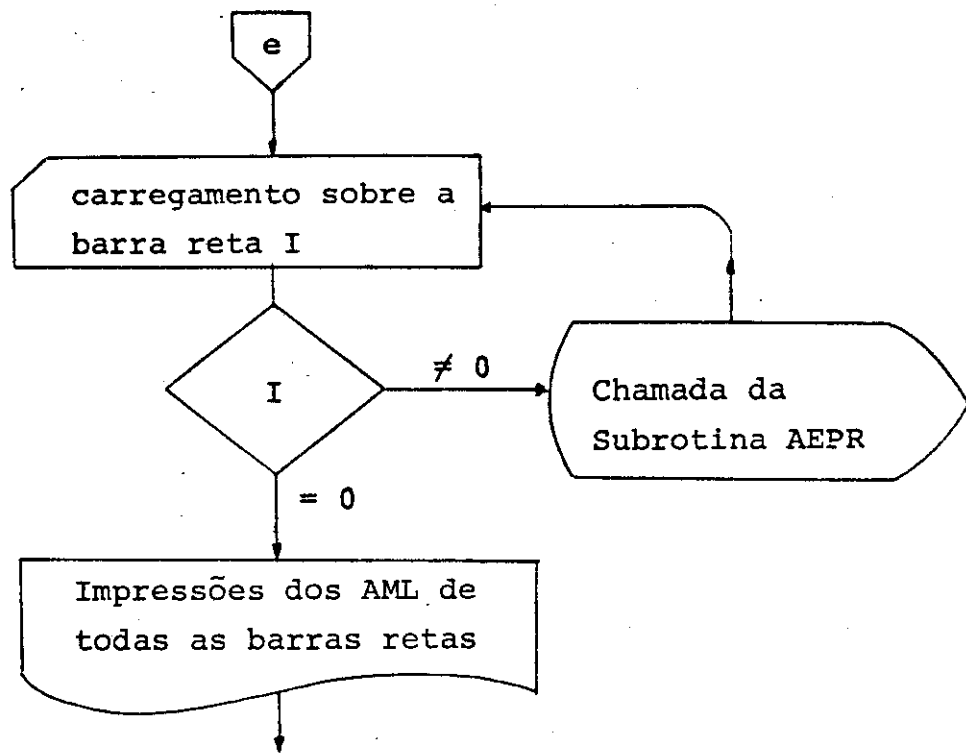 e
carregamento sobre a
barra reta I
I
≠ 0
Chamada da
Subrotina AEPR
= 0
Impressões dos AML de
todas as barras retas